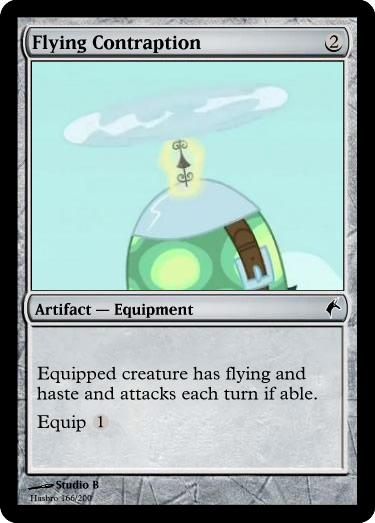 Flying Contraption 2
Artifact — Equipment
Equipped creature has flying and
haste and attacks each turn if able.
Equip 1
Studio B
Hasbro 166/200